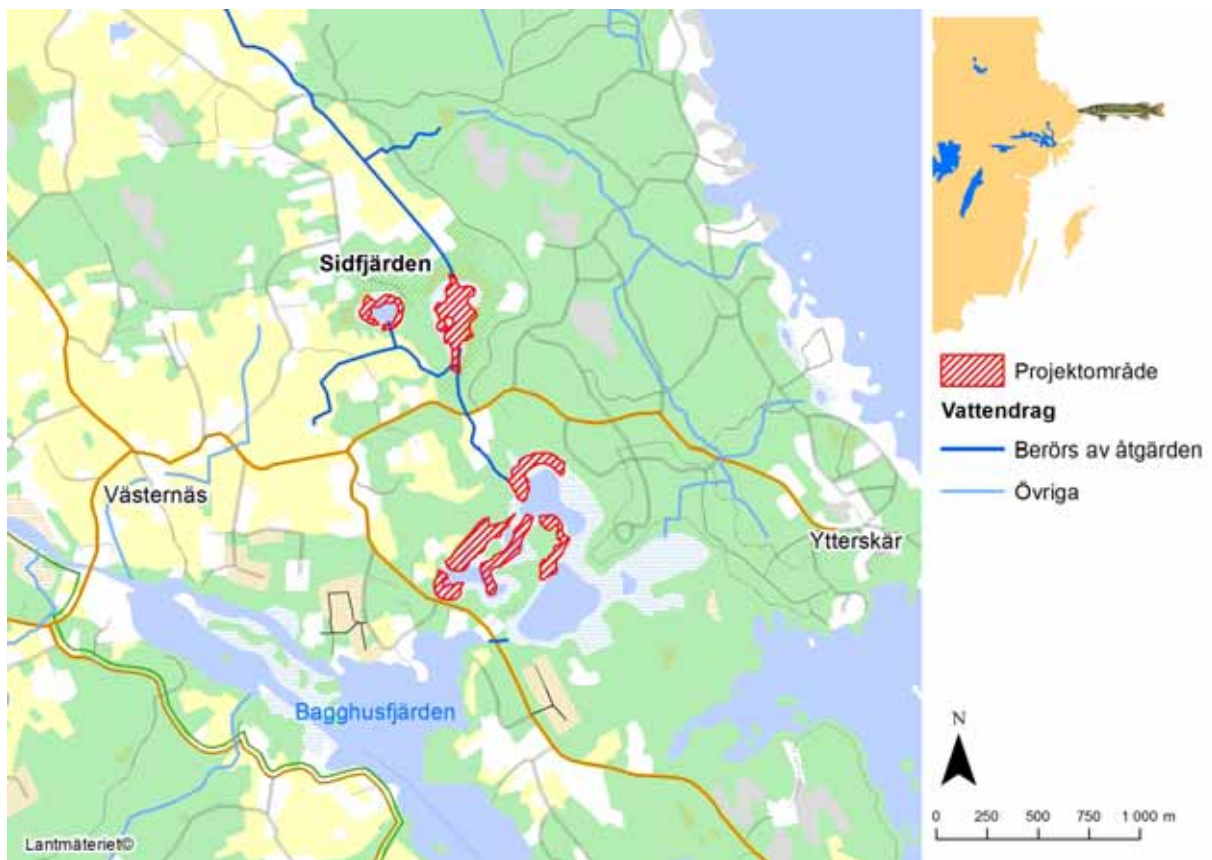 Sidfjärden
Västernäs
Ytterskär
Bagghusfjärden
Lantmäteriet©
Projektområde
Vattendrag
Berörs av åtgärden
Övriga
N
0 250 500 750 1 000 m